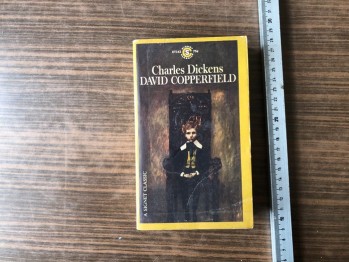 Charles Dickens
DAVID COPPERFIELD
A SIGNET CLASSIC